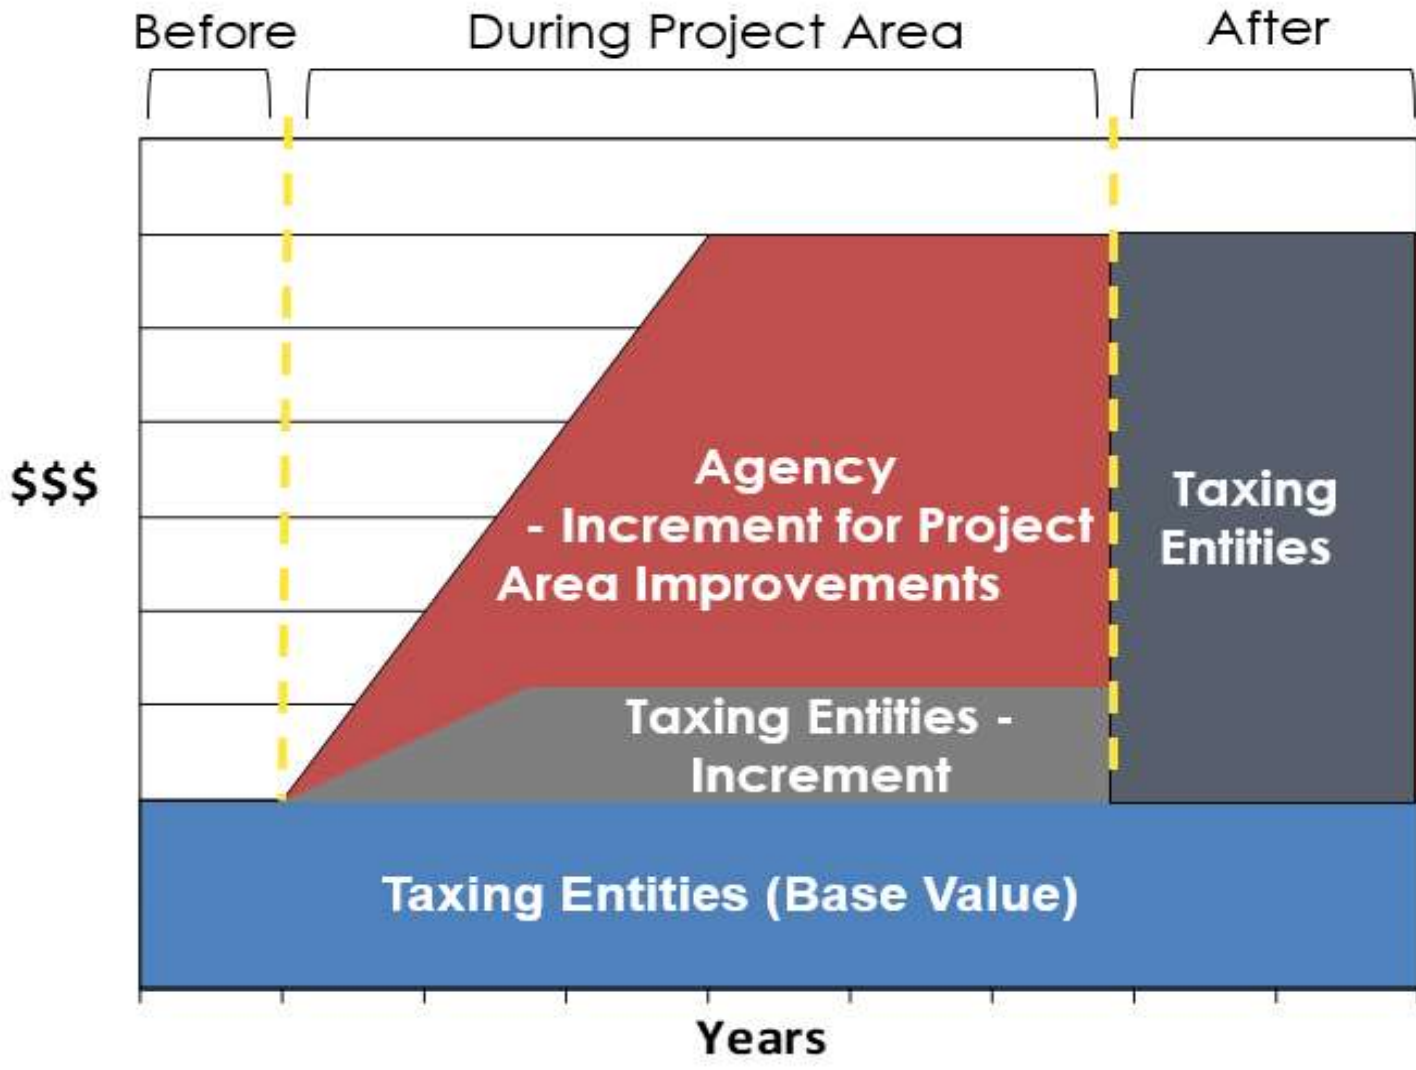 Before
During Project Area
After
$$$
Agency
- Increment for Project
Area Improvements
Taxing
Entities
Taxing Entities -
Increment
Taxing Entities (Base Value)
Years